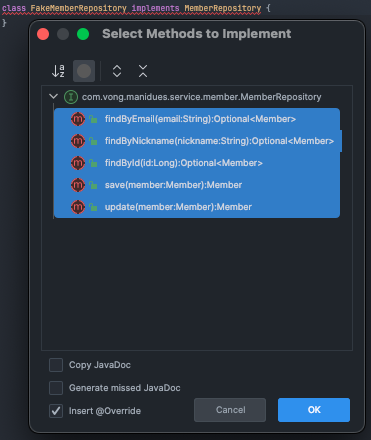 class FakeMemberRepository implements MemberRepository {
}
Select Methods to Implement
a
z
com.vong.manidues.service.member.MemberRepository
m findByEmail(email:String):Optional<Member>
m findByNickname(nickname:String):Optional<Member>
m findById(id:Long):Optional<Member>
m save(member:Member):Member
m update(member:Member):Member
Copy JavaDoc
Generate missed JavaDoc
Insert @Override
Cancel
OK